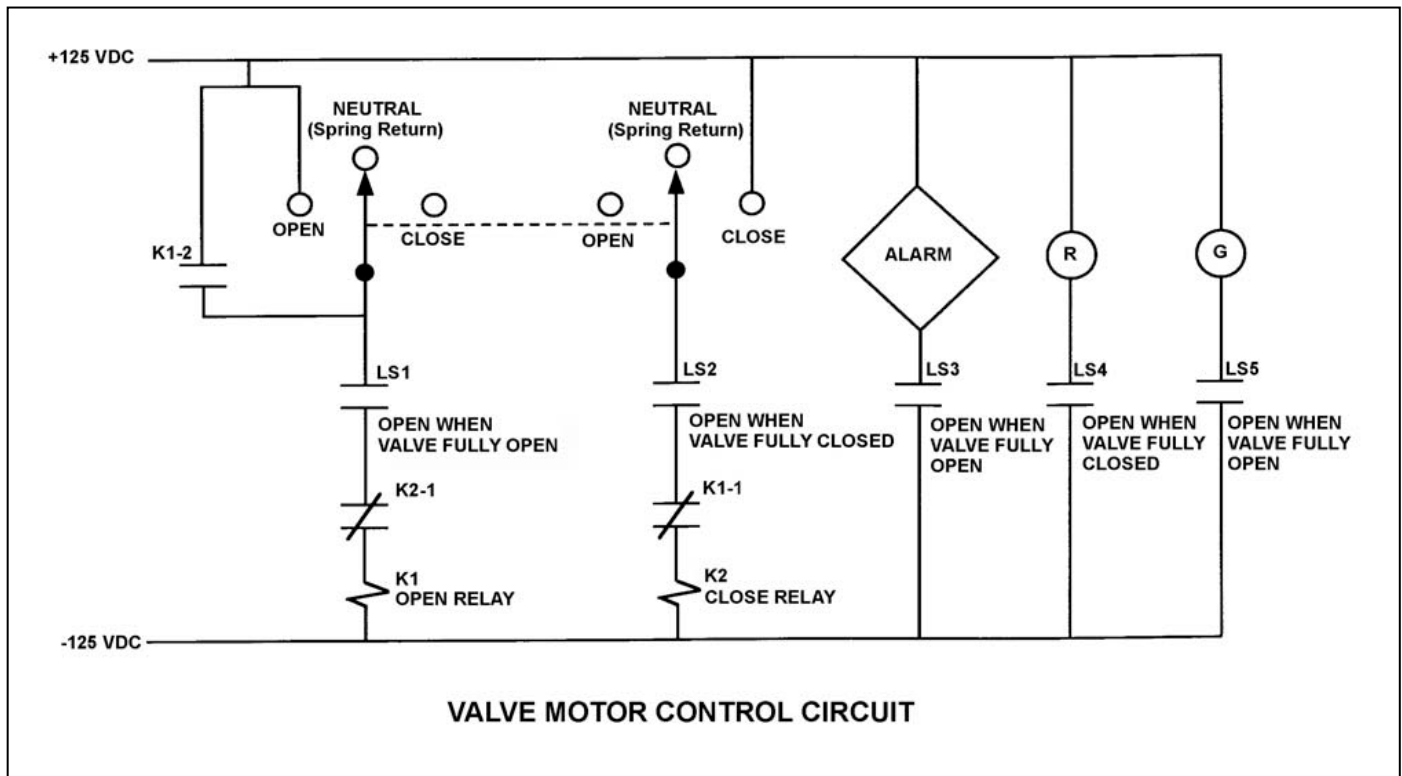 +125 VDC
NEUTRAL
(Spring Return)
NEUTRAL
(Spring Return)
OPEN
CLOSE
OPEN
CLOSE
K1-2
ALARM
R
G
LS1
OPEN WHEN
VALVE FULLY OPEN
LS2
OPEN WHEN
VALVE FULLY CLOSED
LS3
OPEN WHEN
VALVE FULLY
OPEN
LS4
OPEN WHEN
VALVE FULLY
CLOSED
LS5
OPEN WHEN
VALVE FULLY
OPEN
K2-1
K1-1
K1
OPEN RELAY
K2
CLOSE RELAY
-125 VDC
VALVE MOTOR CONTROL CIRCUIT